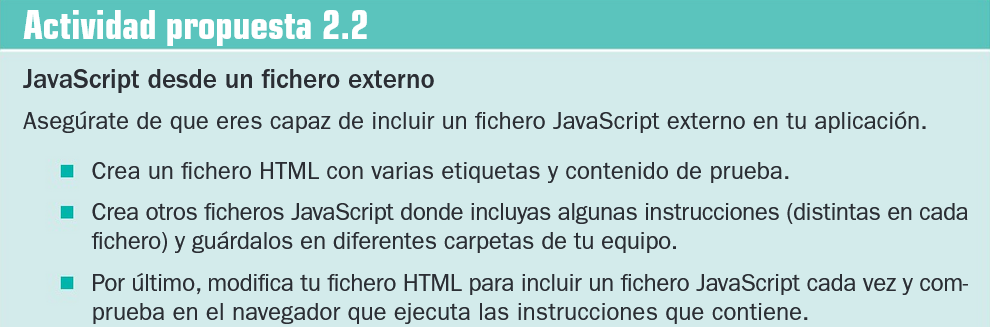 Actividad propuesta 2.2
JavaScript desde un fichero externo
Asegúrate de que eres capaz de incluir un fichero JavaScript externo en tu aplicación.
Crea un fichero HTML con varias etiquetas y contenido de prueba.
Crea otros ficheros JavaScript donde incluyas algunas instrucciones (distintas en cada
fichero) y guárdalos en diferentes carpetas de tu equipo.
Por último, modifica tu fichero HTML para incluir un fichero JavaScript cada vez y com-
prueba en el navegador que ejecuta las instrucciones que contiene.